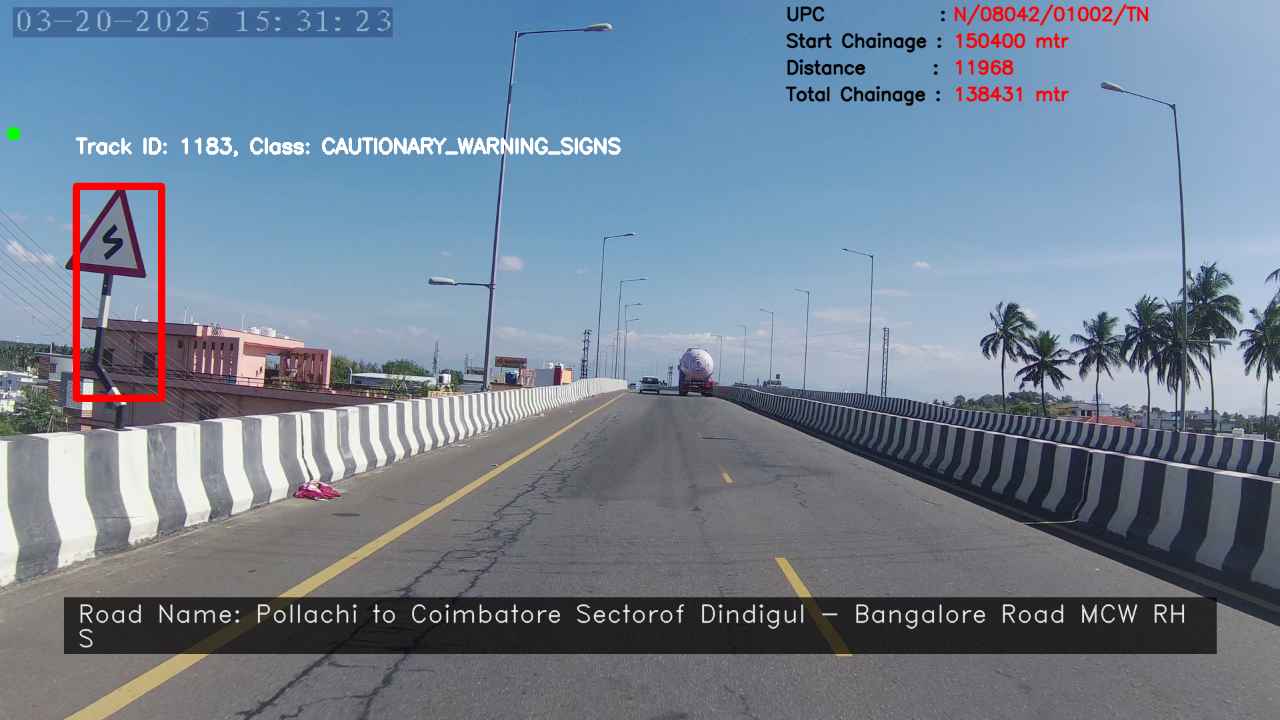 03-20-2025 15:31:23
UPC : N/08042/01002/TN
Start Chainage : 150400 mtr
Distance : 11968
Total Chainage : 138431 mtr
Track ID: 1183, Class: CAUTIONARY_WARNING_SIGNS
Road Name: Pollachi to Coimbatore Sectorof Dindigul - Bangalore Road MCW RH
S